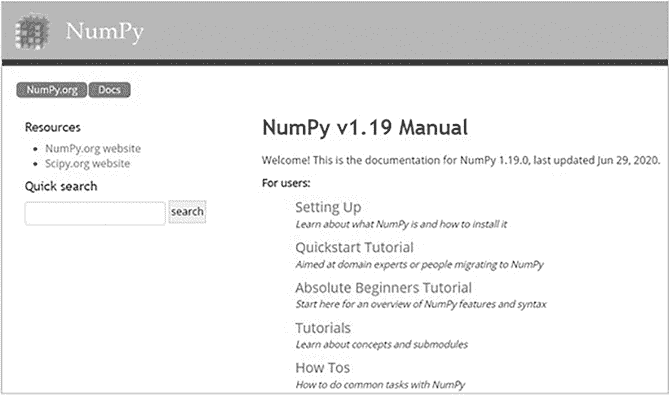 NumPy
NumPy.org Docs
Resources
NumPy.org website
Scipy.org website
Quick search
search
NumPy v1.19 Manual
Welcome! This is the documentation for NumPy 1.19.0, last updated Jun 29, 2020.
For users:
Setting Up
Learn about what NumPy is and how to install it
Quickstart Tutorial
Aimed at domain experts or people migrating to NumPy
Absolute Beginners Tutorial
Start here for an overview of NumPy features and syntax
Tutorials
Learn about concepts and submodules
How Tos
How to do common tasks with NumPy